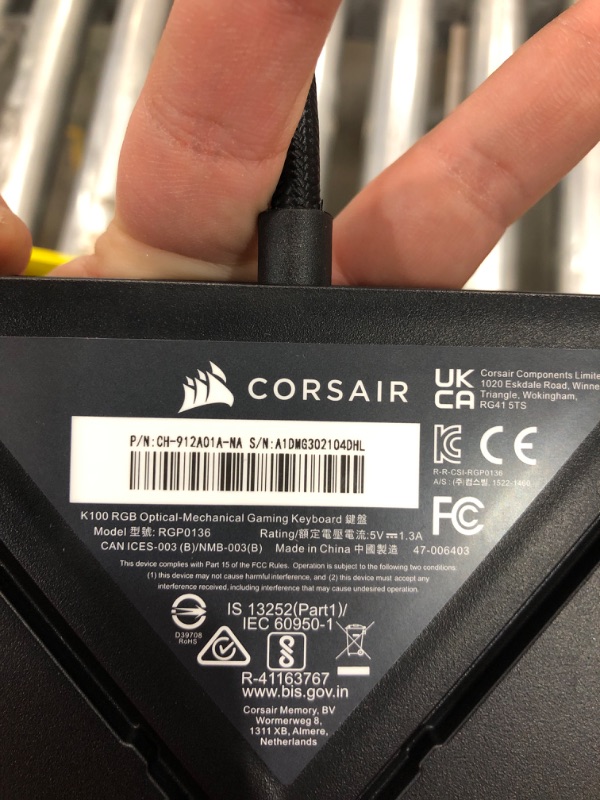 CORSAIR
UK
CA
Corsair Components Limite
1020 Eskdale Road, Winne
Triangle, Wokingham,
RG41 5TS
P/N:CH-912A01A-NA S/N:A1DMG302104DHL
CE
R-R-CSI-RGP0136
A/S : (주)컴스빌, 1522-1460
FC
K100 RGB Optical-Mechanical Gaming Keyboard 鍵盤
Model 型號: RGP0136
Rating/額定電壓電流:5V⎓1.3A
CAN ICES-003 (B)/NMB-003(B)
Made in China 中國製造
47-006403
This device complies with Part 15 of the FCC Rules. Operation is subject to the following two conditions:
(1) this device may not cause harmful interference, and (2) this device must accept
any interference received, including interference that may cause undesired operation.
D39708
RoHS
IS 13252(Part1)/
IEC 60950-1
R-41163767
www.bis.gov.in
Corsair Memory, BV
Wormerweg 8,
1311 XB, Almere,
Netherlands